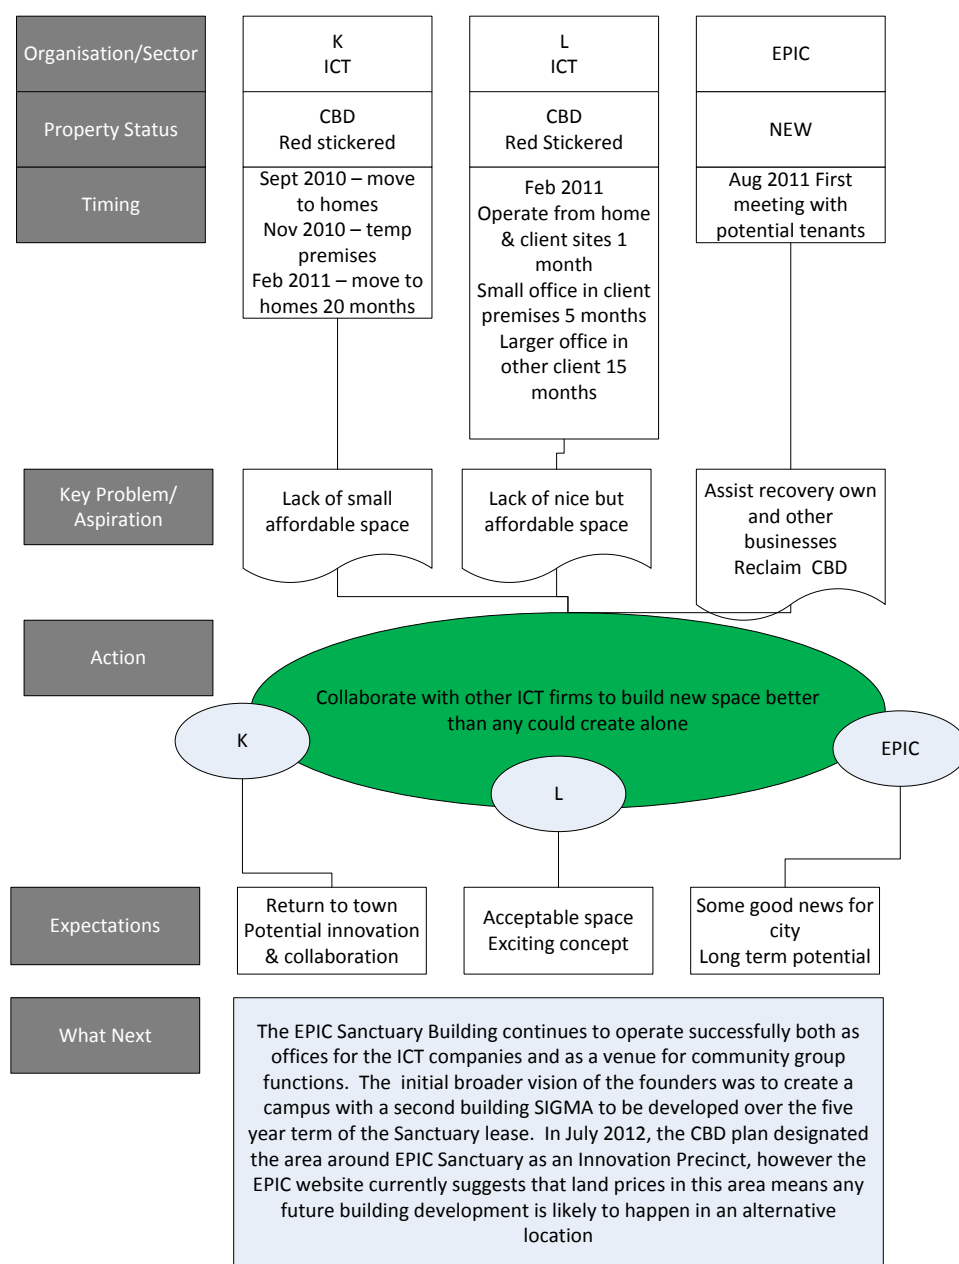 Organisation/Sector
K
ICT
L
ICT
EPIC
Property Status
CBD
Red stickered
CBD
Red Stickered
NEW
Timing
Sept 2010 – move
to homes
Nov 2010 – temp
premises
Feb 2011 – move to
homes 20 months
Feb 2011
Operate from home
& client sites 1
month
Small office in client
premises 5 months
Larger office in
other client 15
months
Aug 2011 First
meeting with
potential tenants
Key Problem/
Aspiration
Lack of small
affordable space
Lack of nice but
affordable space
Assist recovery own
and other
businesses
Reclaim  CBD
Action
Collaborate with other ICT firms to build new space better
than any could create alone
K
L
EPIC
Expectations
Return to town
Potential innovation
& collaboration
Acceptable space
Exciting concept
Some good news for
city
Long term potential
What Next
The EPIC Sanctuary Building continues to operate successfully both as
offices for the ICT companies and as a venue for community group
functions.  The  initial broader vision of the founders was to create a
campus with a second building SIGMA to be developed over the five
year term of the Sanctuary lease.  In July 2012, the CBD plan designated
the area around EPIC Sanctuary as an Innovation Precinct, however the
EPIC website currently suggests that land prices in this area means any
future building development is likely to happen in an alternative
location